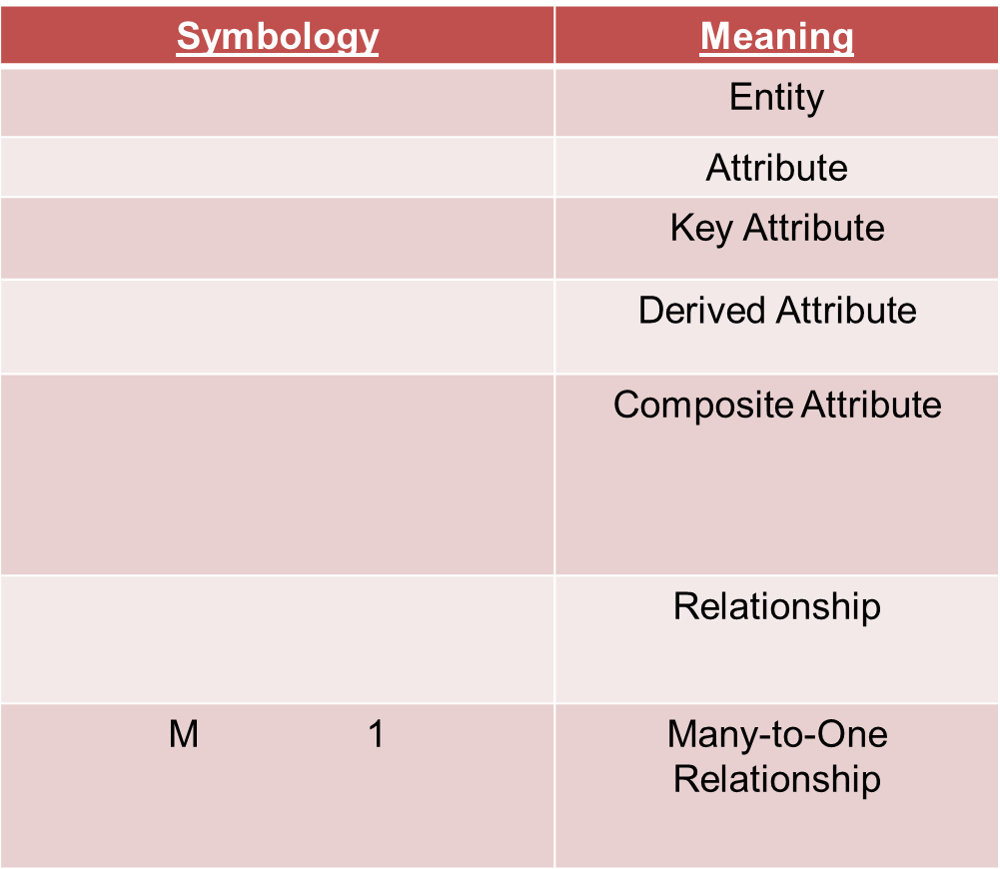 Symbology Meaning
Entity
Attribute
Key Attribute
Derived Attribute
Composite Attribute
Relationship
M 1 Many-to-One
Relationship